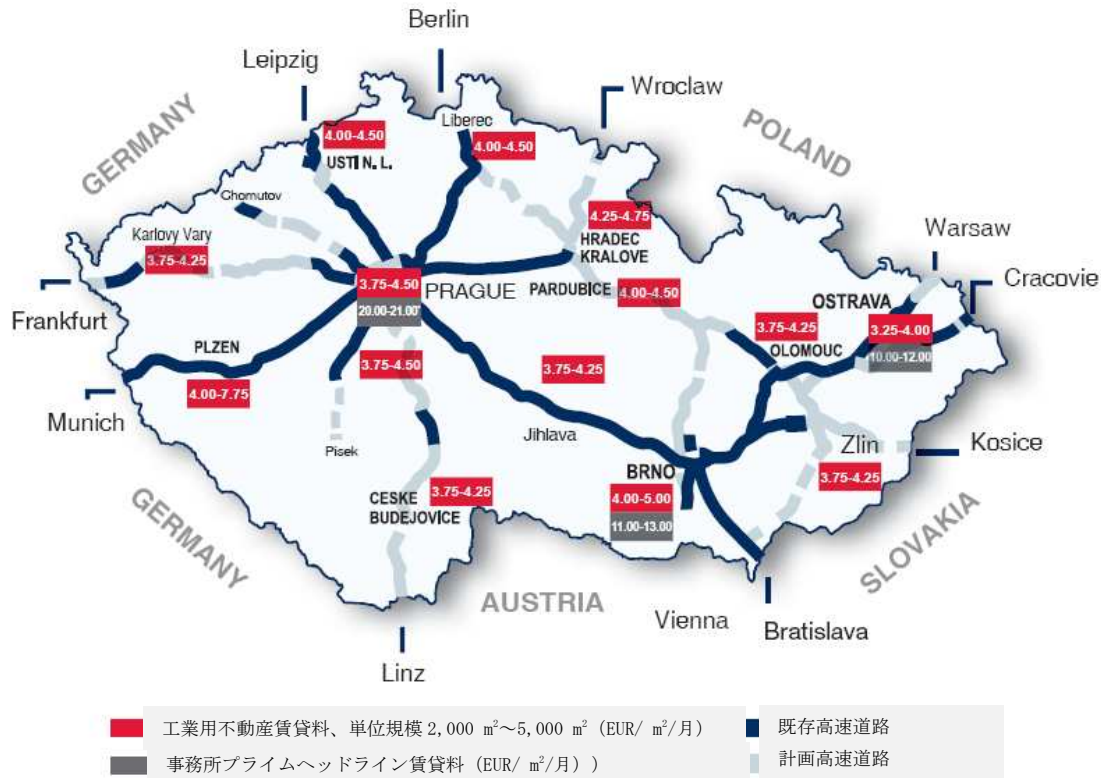 Berlin
Leipzig
Wroclaw
GERMANY
POLAND
Liberec
4.00-4.50
4.00-4.50
USTI N. L.
Chomutov
Karlovy Vary
3.75-4.25
4.25-4.75
HRADEC
KRALOVE
Warsaw
Cracovie
Frankfurt
3.75-4.50
PRAGUE
20.00-21.00*
PARDUBICE
4.00-4.50
OSTRAVA
3.25-4.00
10.00-12.00
3.75-4.25
OLOMOUC
PLZEN
4.00-7.75
3.75-4.50
3.75-4.25
Munich
Pisek
Jihlava
Zlin
3.75-4.25
Kosice
BRNO
4.00-5.00
11.00-13.00
CESKE
BUDEJOVICE
3.75-4.25
GERMANY
SLOVAKIA
AUSTRIA
Vienna
Bratislava
Linz
工業用不動産賃貸料、単位規模 2,000 m²～5,000 m² (EUR/ m²/月)
既存高速道路
事務所プライムヘッドライン賃貸料 (EUR/ m²/月) )
計画高速道路